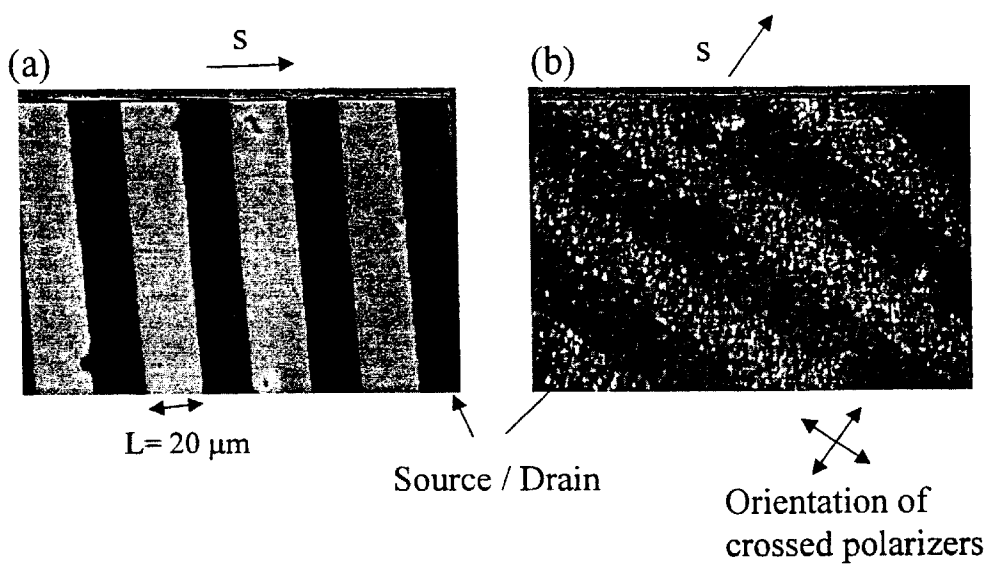 (a)
S
(b)
S
L= 20 μm
Source / Drain
Orientation of
crossed polarizers